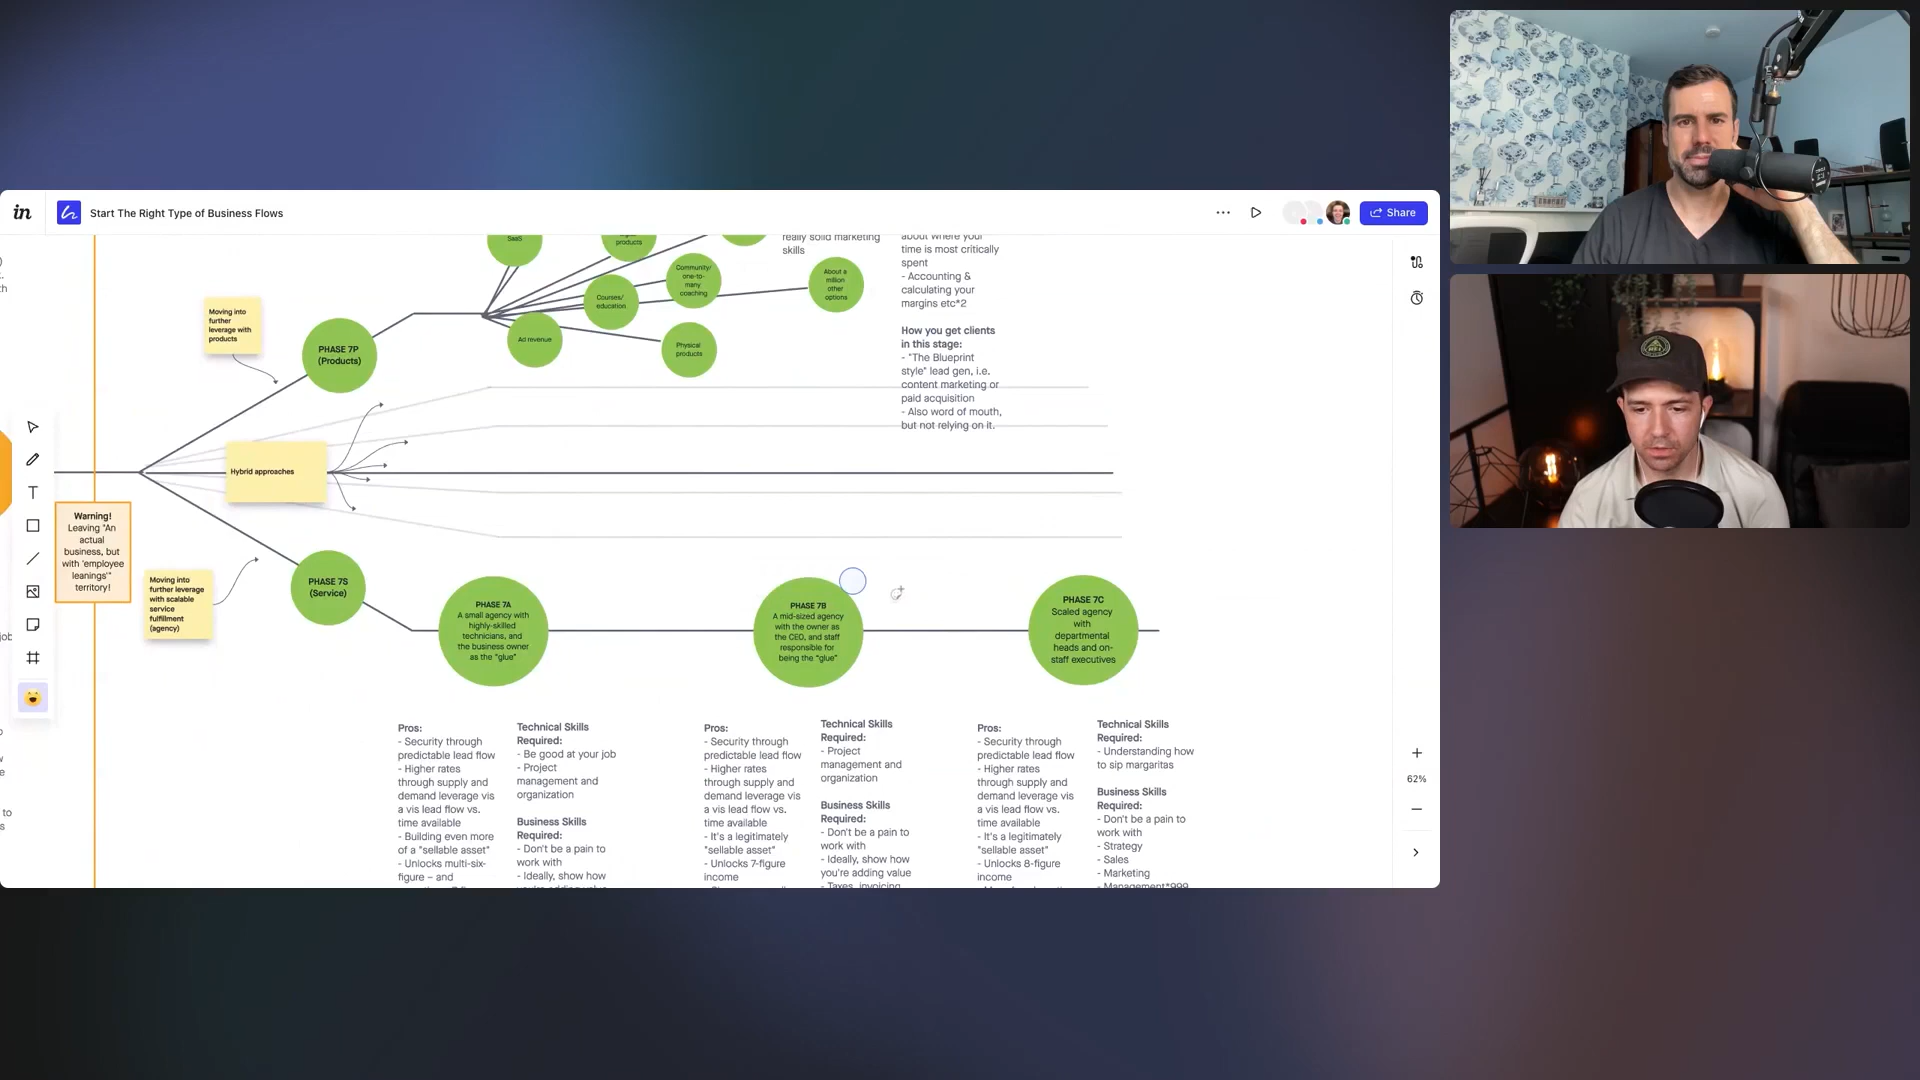 in
Start The Right Type of Business Flows
Share
SaaS
products
really solid marketing
skills
about where your
time is most critically
spent
- Accounting &
calculating your
margins etc*2
How you get clients
in this stage:
- "The Blueprint
style" lead gen, i.e.
content marketing or
paid acquisition
- Also word of mouth,
but not relying on it.
Community/
one-to-
many
coaching
About a
million
other
options
Courses/
education
Ad revenue
Physical
products
Moving into
further
leverage with
products
PHASE 7P
(Products)
Hybrid approaches
Warning!
Leaving "An
actual
business, but
with 'employee
leanings'"
territory!
Moving into
further leverage
with scalable
service
fulfillment
(agency)
PHASE 7S
(Service)
PHASE 7A
A small agency with
highly-skilled
technicians, and
the business owner
as the "glue"
PHASE 7B
A mid-sized agency
with the owner as
the CEO, and staff
responsible for
being the "glue"
PHASE 7C
Scaled agency
with
departmental
heads and on-
staff executives
Pros:
- Security through
predictable lead flow
- Higher rates
through supply and
demand leverage vis
a vis lead flow vs.
time available
- Building even more
of a "sellable asset"
- Unlocks multi-six-
figure – and
Technical Skills
Required:
- Be good at your job
- Project
management and
organization
Business Skills
Required:
- Don't be a pain to
work with
- Ideally, show how
you're adding value
Pros:
- Security through
predictable lead flow
- Higher rates
through supply and
demand leverage vis
a vis lead flow vs.
time available
- It's a legitimately
"sellable asset"
- Unlocks 7-figure
income
Technical Skills
Required:
- Project
management and
organization
Business Skills
Required:
- Don't be a pain to
work with
- Ideally, show how
you're adding value
- Taxes, invoicing
Pros:
- Security through
predictable lead flow
- Higher rates
through supply and
demand leverage vis
a vis lead flow vs.
time available
- It's a legitimately
"sellable asset"
- Unlocks 8-figure
income
Technical Skills
Required:
- Understanding how
to sip margaritas
Business Skills
Required:
- Don't be a pain to
work with
- Strategy
- Sales
- Marketing
- Management*999
62%